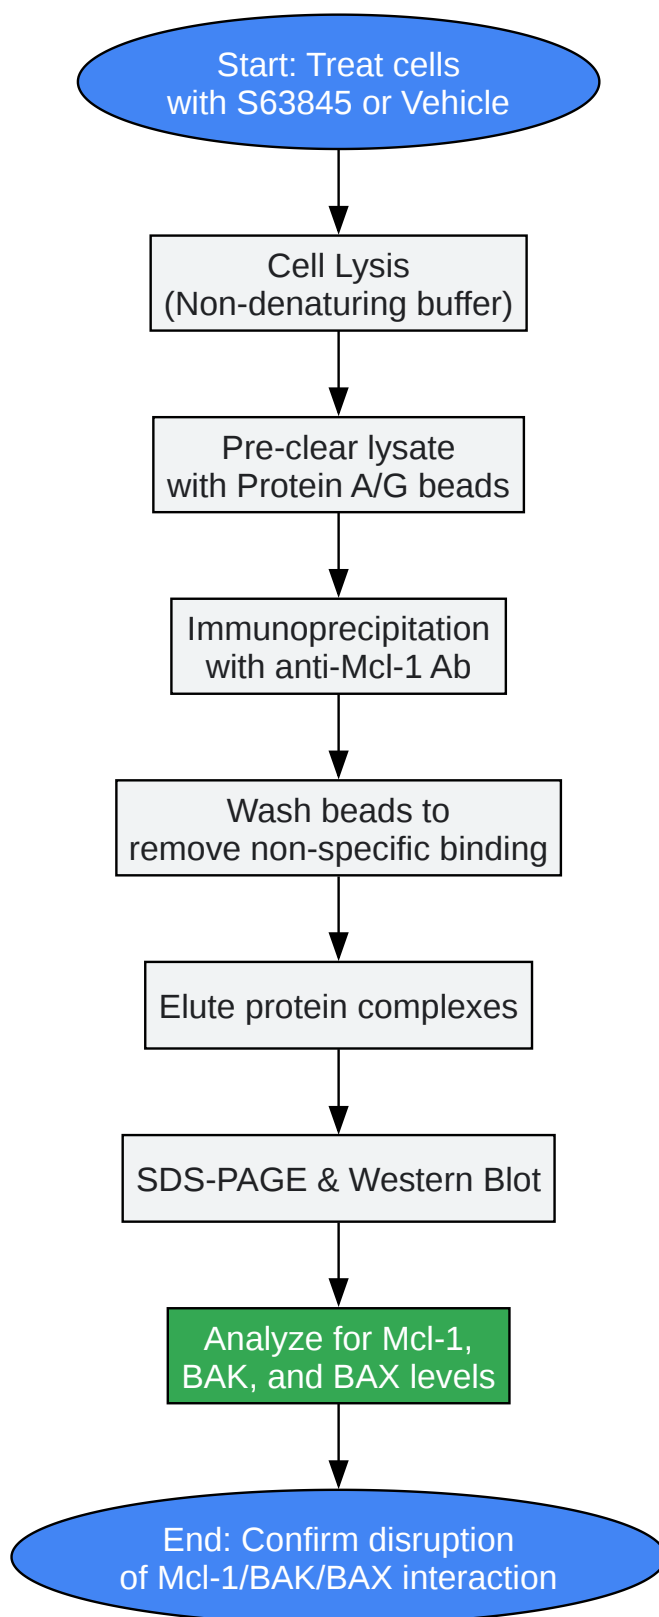 Start: Treat cells
with S63845 or Vehicle
Cell Lysis
(Non-denaturing buffer)
Pre-clear lysate
with Protein A/G beads
Immunoprecipitation
with anti-Mcl-1 Ab
Wash beads to
remove non-specific binding
Elute protein complexes
SDS-PAGE & Western Blot
Analyze for Mcl-1,
BAK, and BAX levels
End: Confirm disruption
of Mcl-1/BAK/BAX interaction